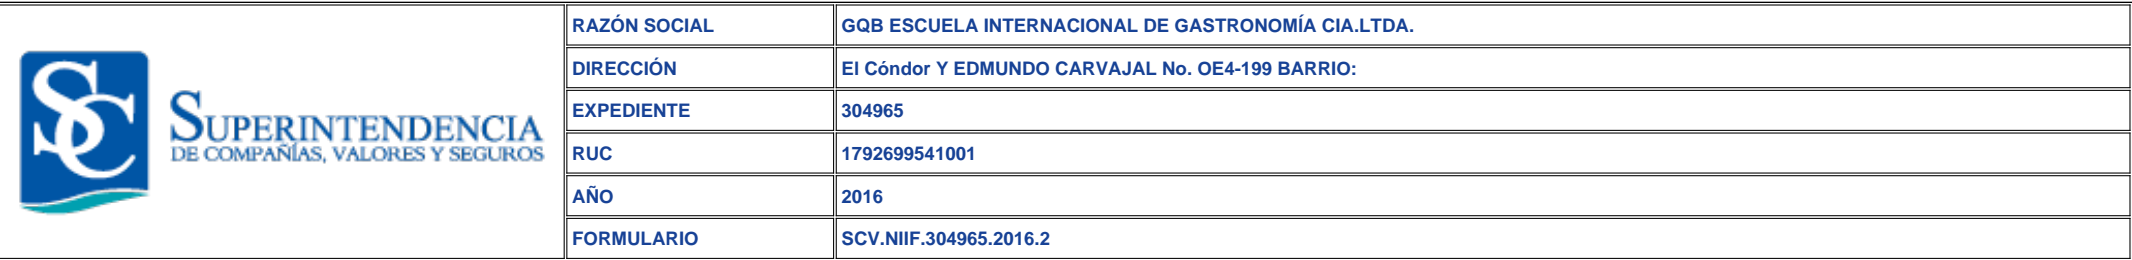 SC
SUPERINTENDENCIA
DE COMPAÑÍAS, VALORES Y SEGUROS
RAZÓN SOCIAL GQB ESCUELA INTERNACIONAL DE GASTRONOMÍA CIA.LTDA.
DIRECCIÓN El Cóndor Y EDMUNDO CARVAJAL No. OE4-199 BARRIO:
EXPEDIENTE 304965
RUC 1792699541001
AÑO 2016
FORMULARIO SCV.NIIF.304965.2016.2